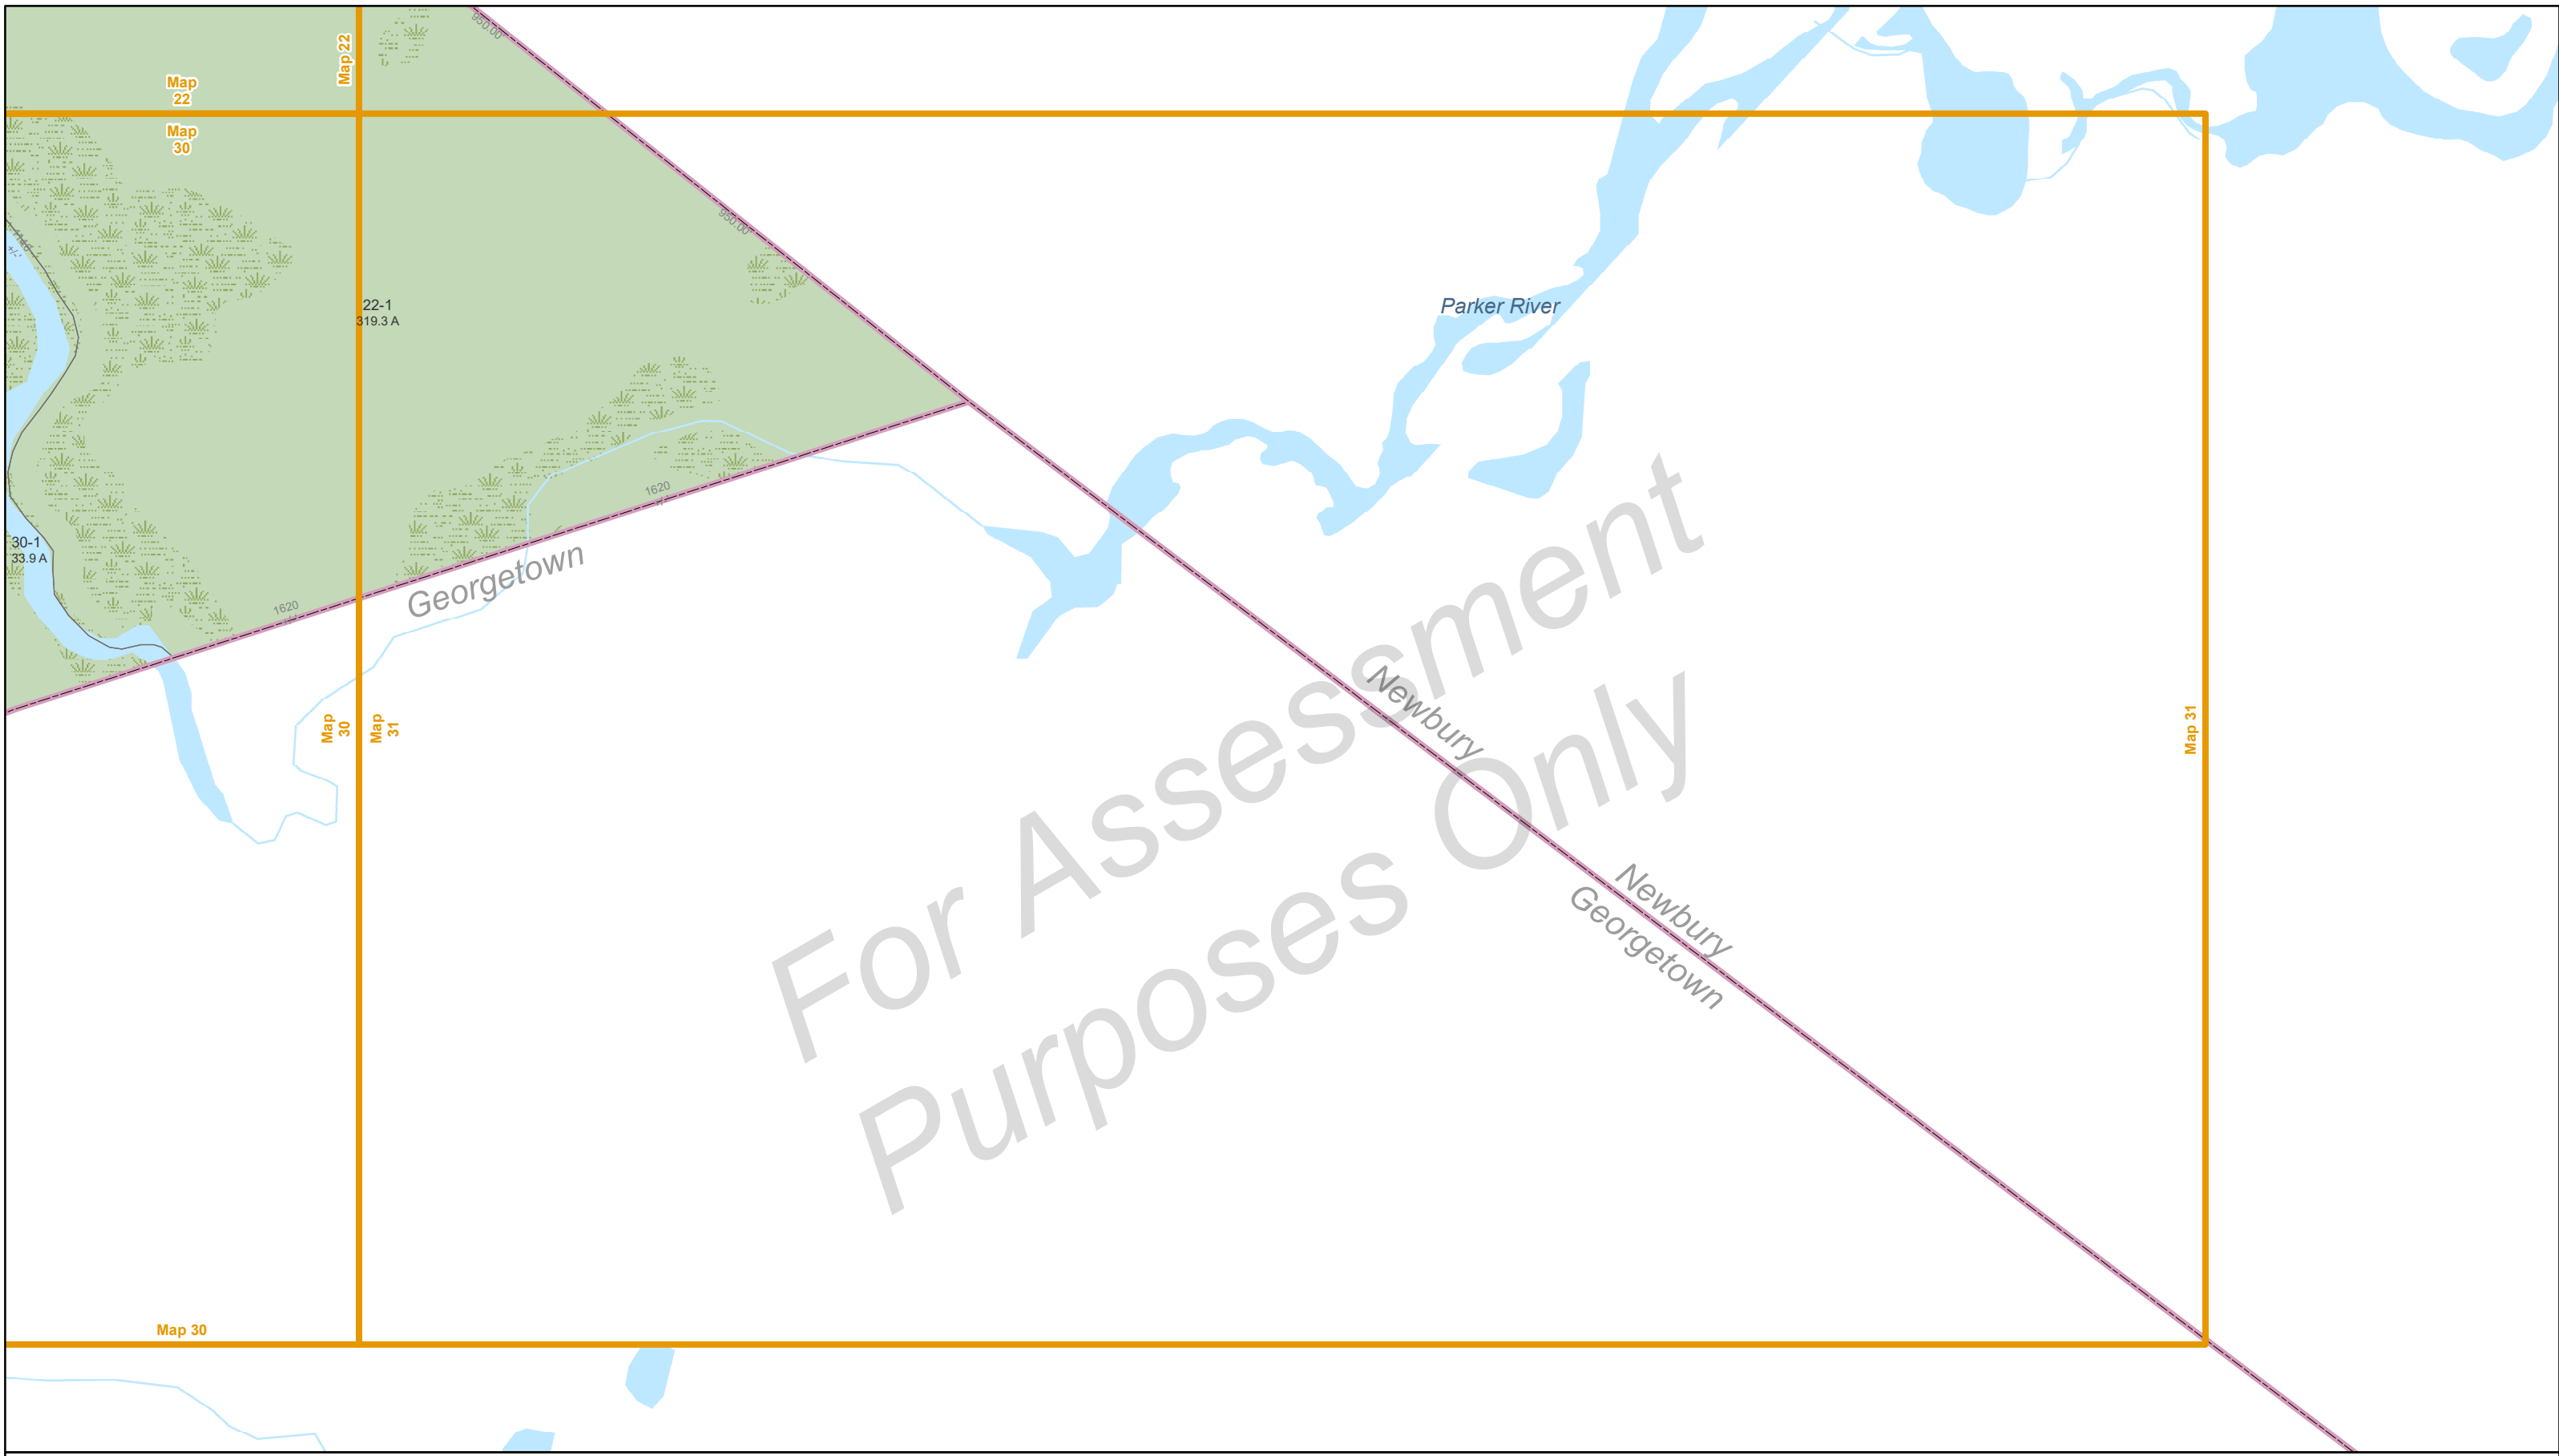 950.00
Map 22
Map
22
Map
30
950.00
22-1
319.3 A
Parker River
1620
+/-
Georgetown
30-1
33.9 A
1620
+/-
For Assessment
Purposes Only
Newbury
Map
30
Map
31
Map 31
Newbury
Georgetown
Map 30